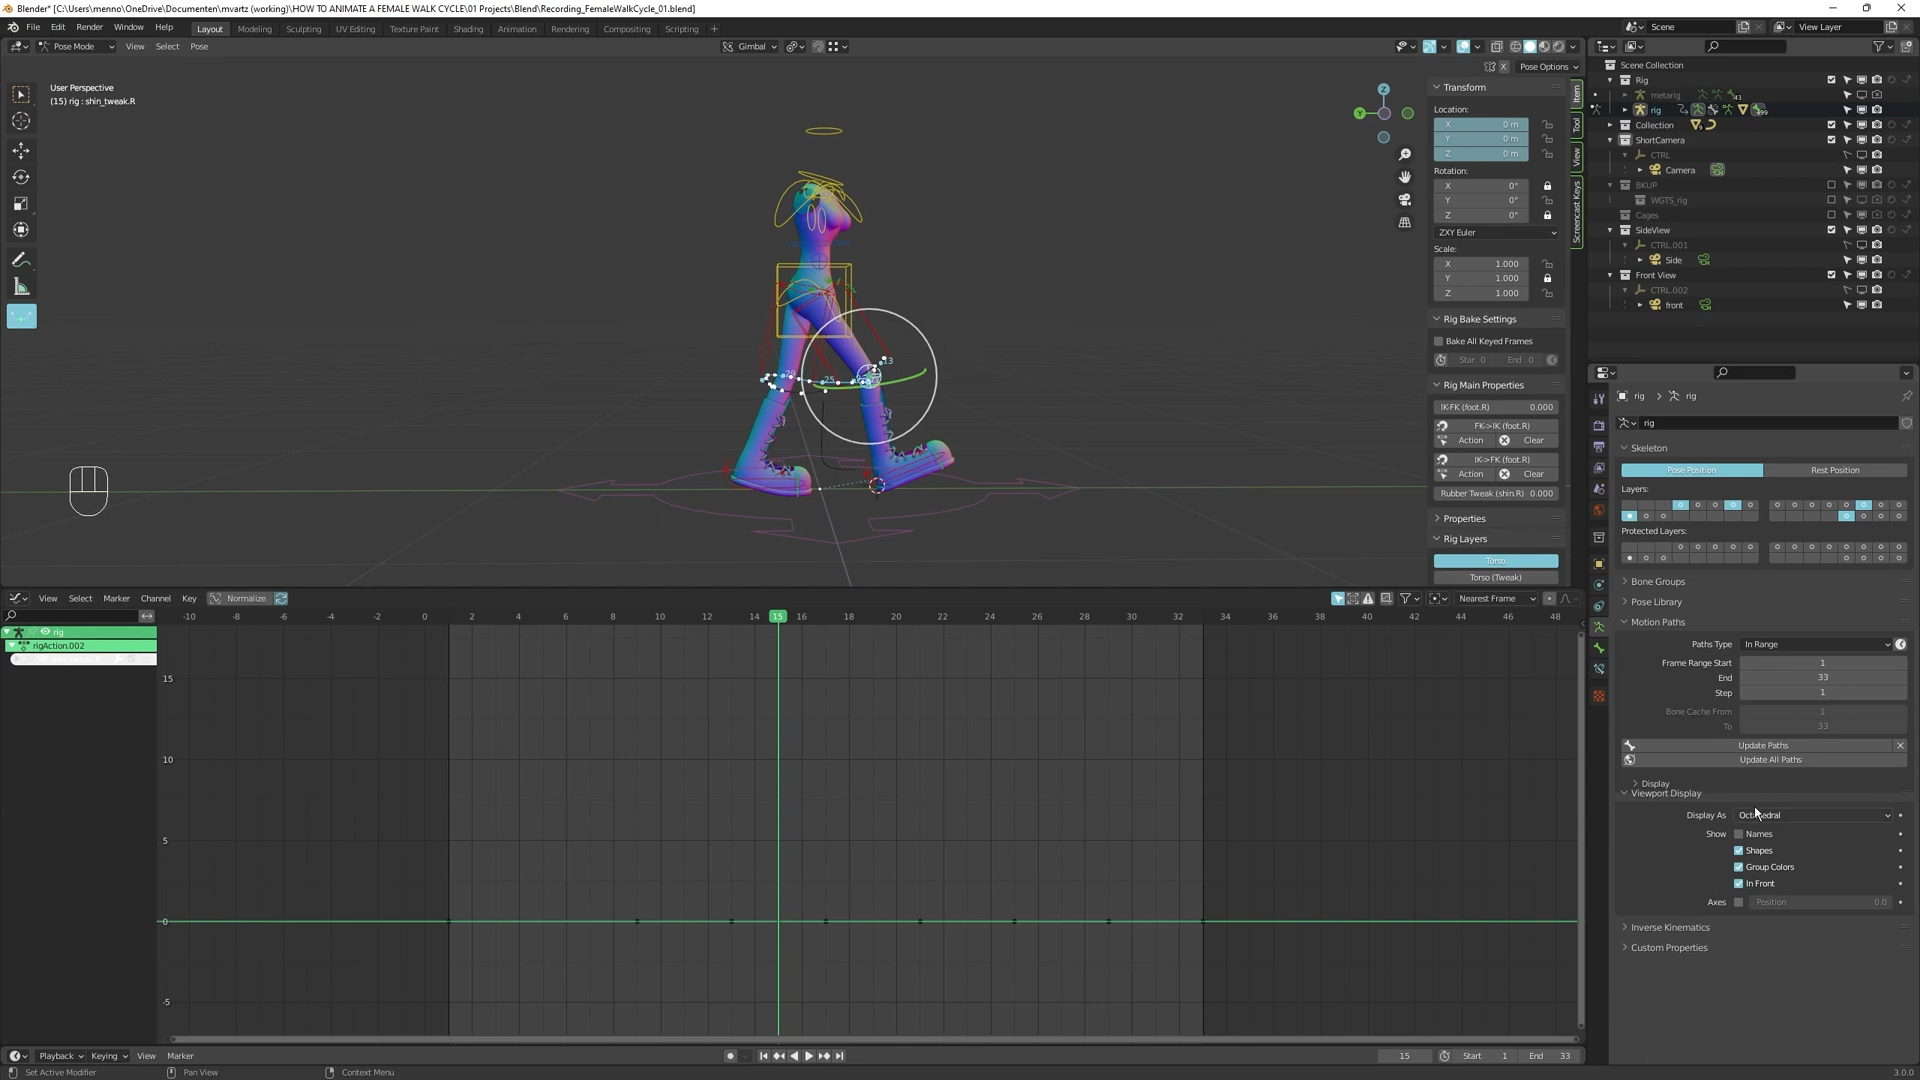 Blender* [C:\Users\menno\OneDrive\Documenten\mvartz (working)\HOW TO ANIMATE A FEMALE WALK CYCLE\01 Projects\Blend\Recording_FemaleWalkCycle_01.blend]
File Edit Render Window Help Layout Modeling Sculpting UV Editing Texture Paint Shading Animation Rendering Compositing Scripting + Scene View Layer
Pose Mode View Select Pose Gimbal
X Pose Options
User Perspective
(15) rig : shin_tweak.R
Z
Y
13
29
25
Item
Tool
View
Screencast Keys
Transform
Location:
X 0 m
Y 0 m
Z 0 m
Rotation:
X 0°
Y 0°
Z 0°
ZXY Euler
Scale:
X 1.000
Y 1.000
Z 1.000
Rig Bake Settings
Bake All Keyed Frames
Start 0 End 0
Rig Main Properties
IK-FK (foot.R) 0.000
FK->IK (foot.R)
Action Clear
IK->FK (foot.R)
Action Clear
Rubber Tweak (shin.R) 0.000
Properties
Rig Layers
Torso
Torso (Tweak)
Scene Collection
Rig
metarig 43
rig
Collection
ShortCamera
CTRL
Camera
BKUP
WGTS_rig
Cages
SideView
CTRL.001
Side
Front View
CTRL.002
front
rig > rig
rig
Skeleton
Pose Position Rest Position
Layers:
Protected Layers:
Bone Groups
Pose Library
Motion Paths
Paths Type In Range
Frame Range Start 1
End 33
Step 1
Bone Cache From 1
To 33
Update Paths
Update All Paths
Display
Viewport Display
Display As
Show Names
Shapes
Group Colors
In Front
Axes Position 0.0
Inverse Kinematics
Custom Properties
View Select Marker Channel Key Normalize Nearest Frame
-10 -8 -6 -4 -2 0 2 4 6 8 10 12 14 15 16 18 20 22 24 26 28 30 32 34 36 38 40 42 44 46 48
rig
rigAction.002
15
10
5
0
-5
Playback Keying View Marker 15 Start 1 End 33
Set Active Modifier Pan View Context Menu 3.0.0